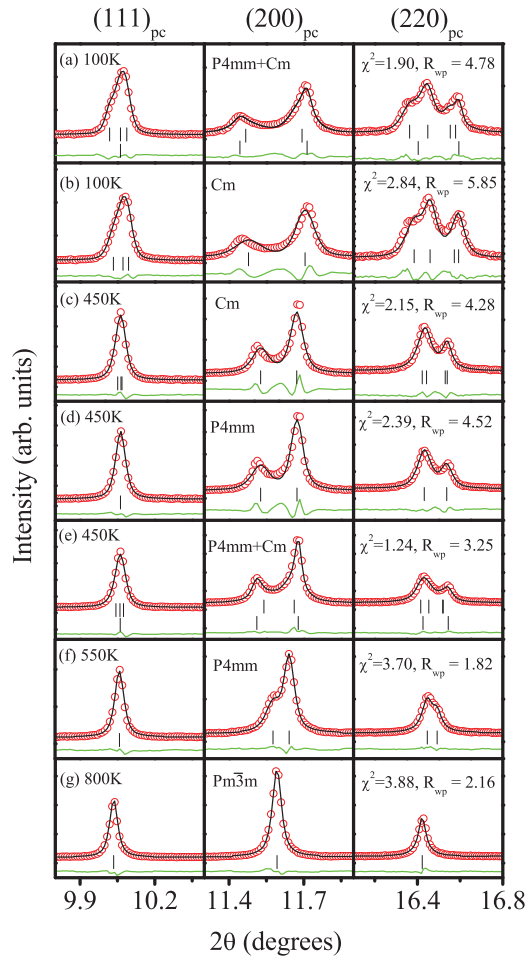 (111)pc (200)pc (220)pc
(a) 100K P4mm+Cm χ²=1.90, Rwp = 4.78
(b) 100K Cm χ²=2.84, Rwp = 5.85
(c) 450K Cm χ²=2.15, Rwp = 4.28
(d) 450K P4mm χ²=2.39, Rwp = 4.52
(e) 450K P4mm+Cm χ²=1.24, Rwp = 3.25
(f) 550K P4mm χ²=3.70, Rwp = 1.82
(g) 800K Pm3̅m χ²=3.88, Rwp = 2.16
Intensity (arb. units)
9.9 10.2 11.4 11.7 16.4 16.8
2θ (degrees)